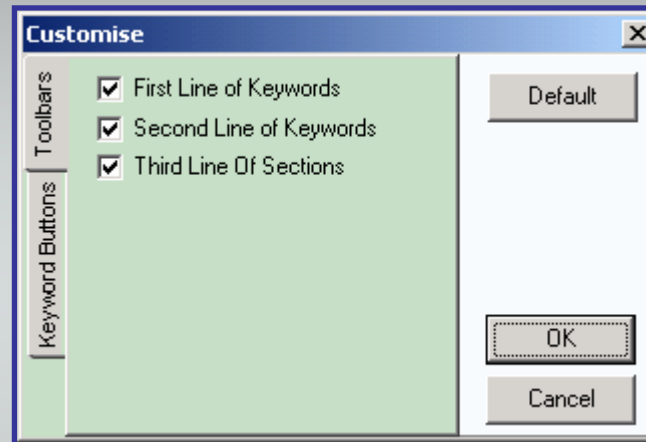 Customise
Toolbars
Keyword Buttons
First Line of Keywords
Second Line of Keywords
Third Line Of Sections
Default
OK
Cancel